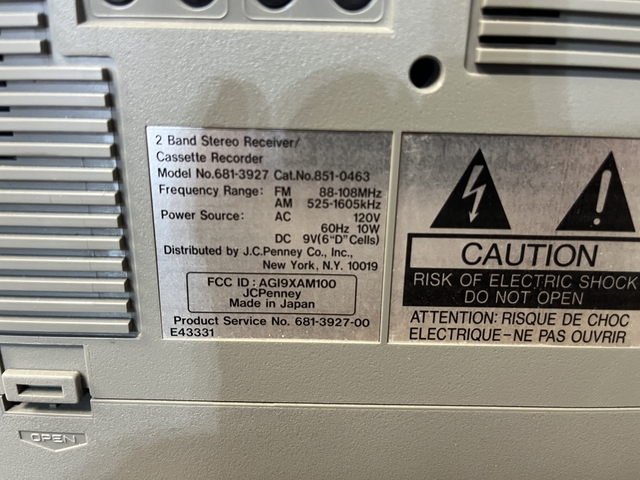 2 Band Stereo Receiver/
Cassette Recorder
Model No.681-3927 Cat.No.851-0463
Frequency Range: FM 88-108MHz
AM 525-1605kHz
Power Source: AC 120V
60Hz 10W
DC 9V(6"D"Cells)
Distributed by J.C.Penney Co., Inc.,
New York, N.Y. 10019
FCC ID : AGI9XAM100
JCPenney
Made in Japan
Product Service No. 681-3927-00
E43331
CAUTION
RISK OF ELECTRIC SHOCK
DO NOT OPEN
ATTENTION: RISQUE DE CHOC
ELECTRIQUE-NE PAS OUVRIR
OPEN